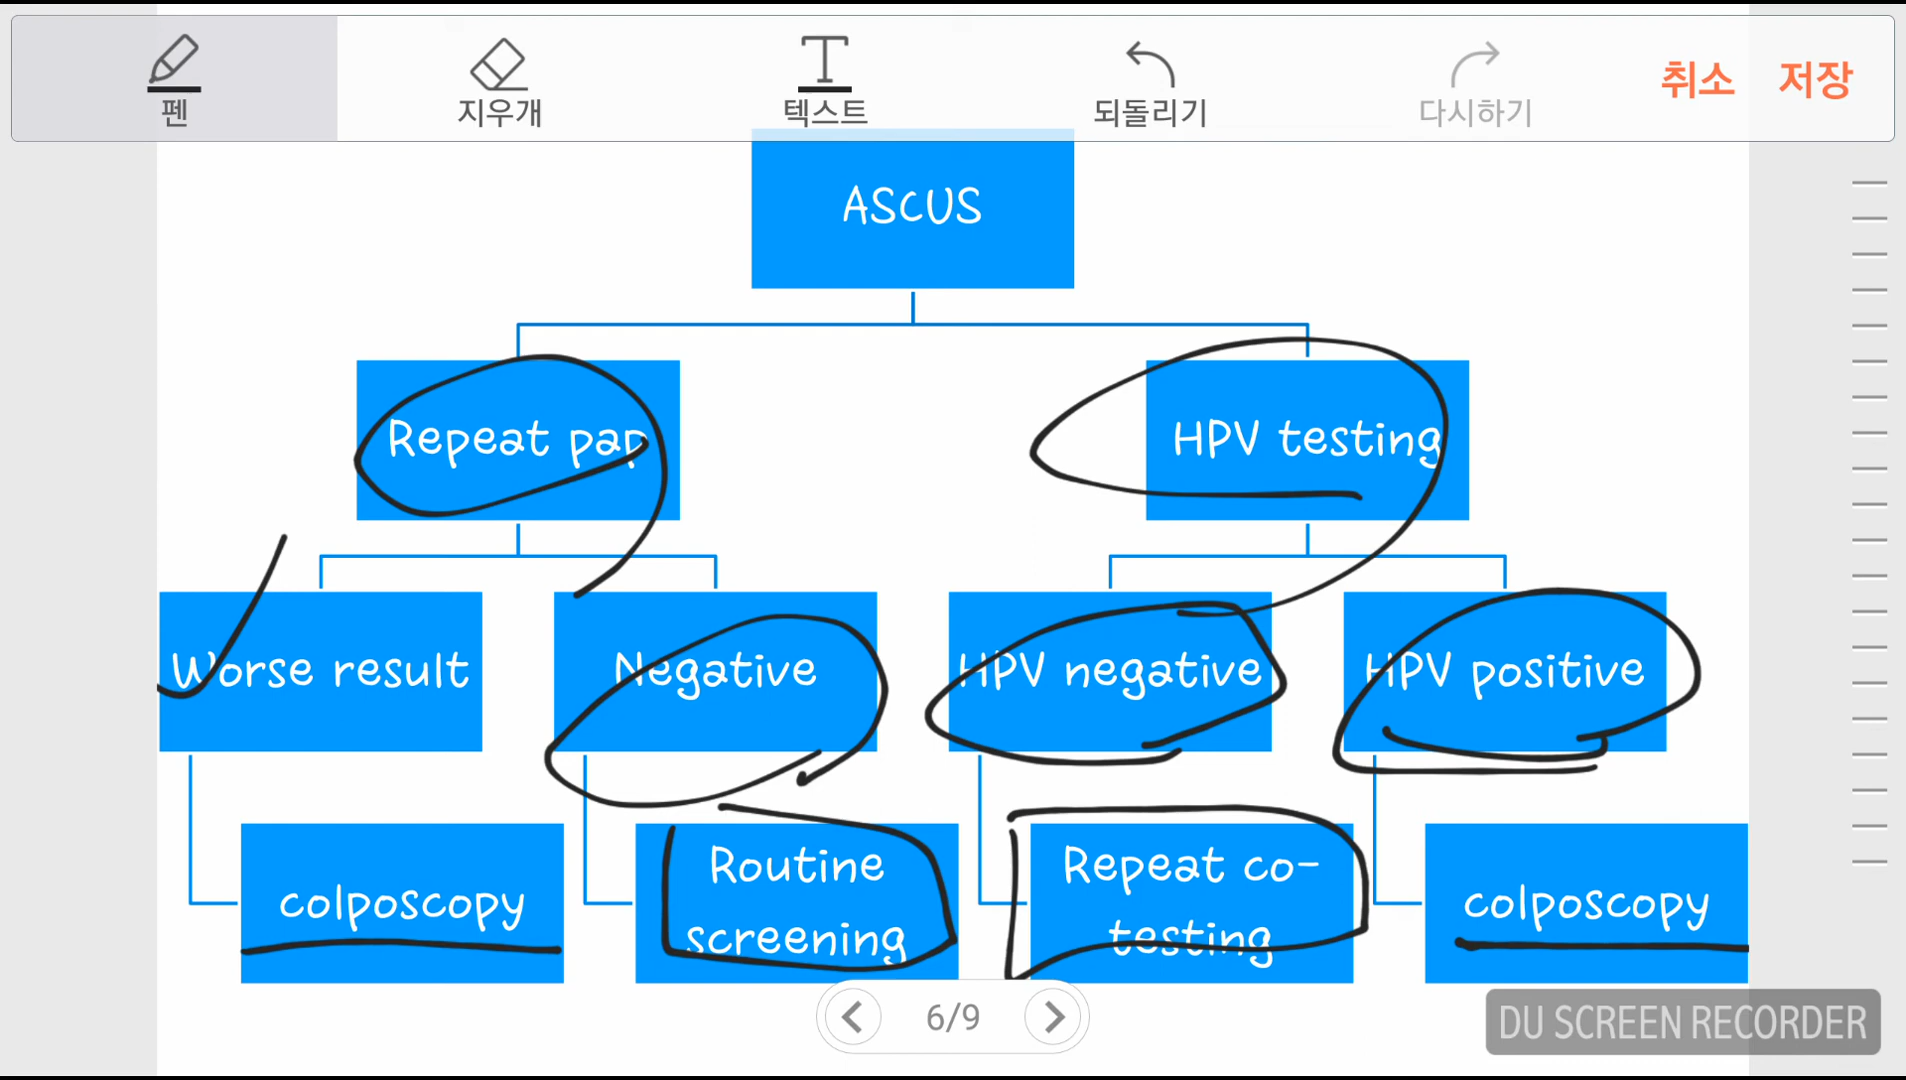 펜
지우개
텍스트
되돌리기
다시하기
취소
저장
ASCUS
Repeat pap
HPV testing
Worse result
Negative
HPV negative
HPV positive
colposcopy
Routine
screening
Repeat co-
testing
colposcopy
6/9
DU SCREEN RECORDER